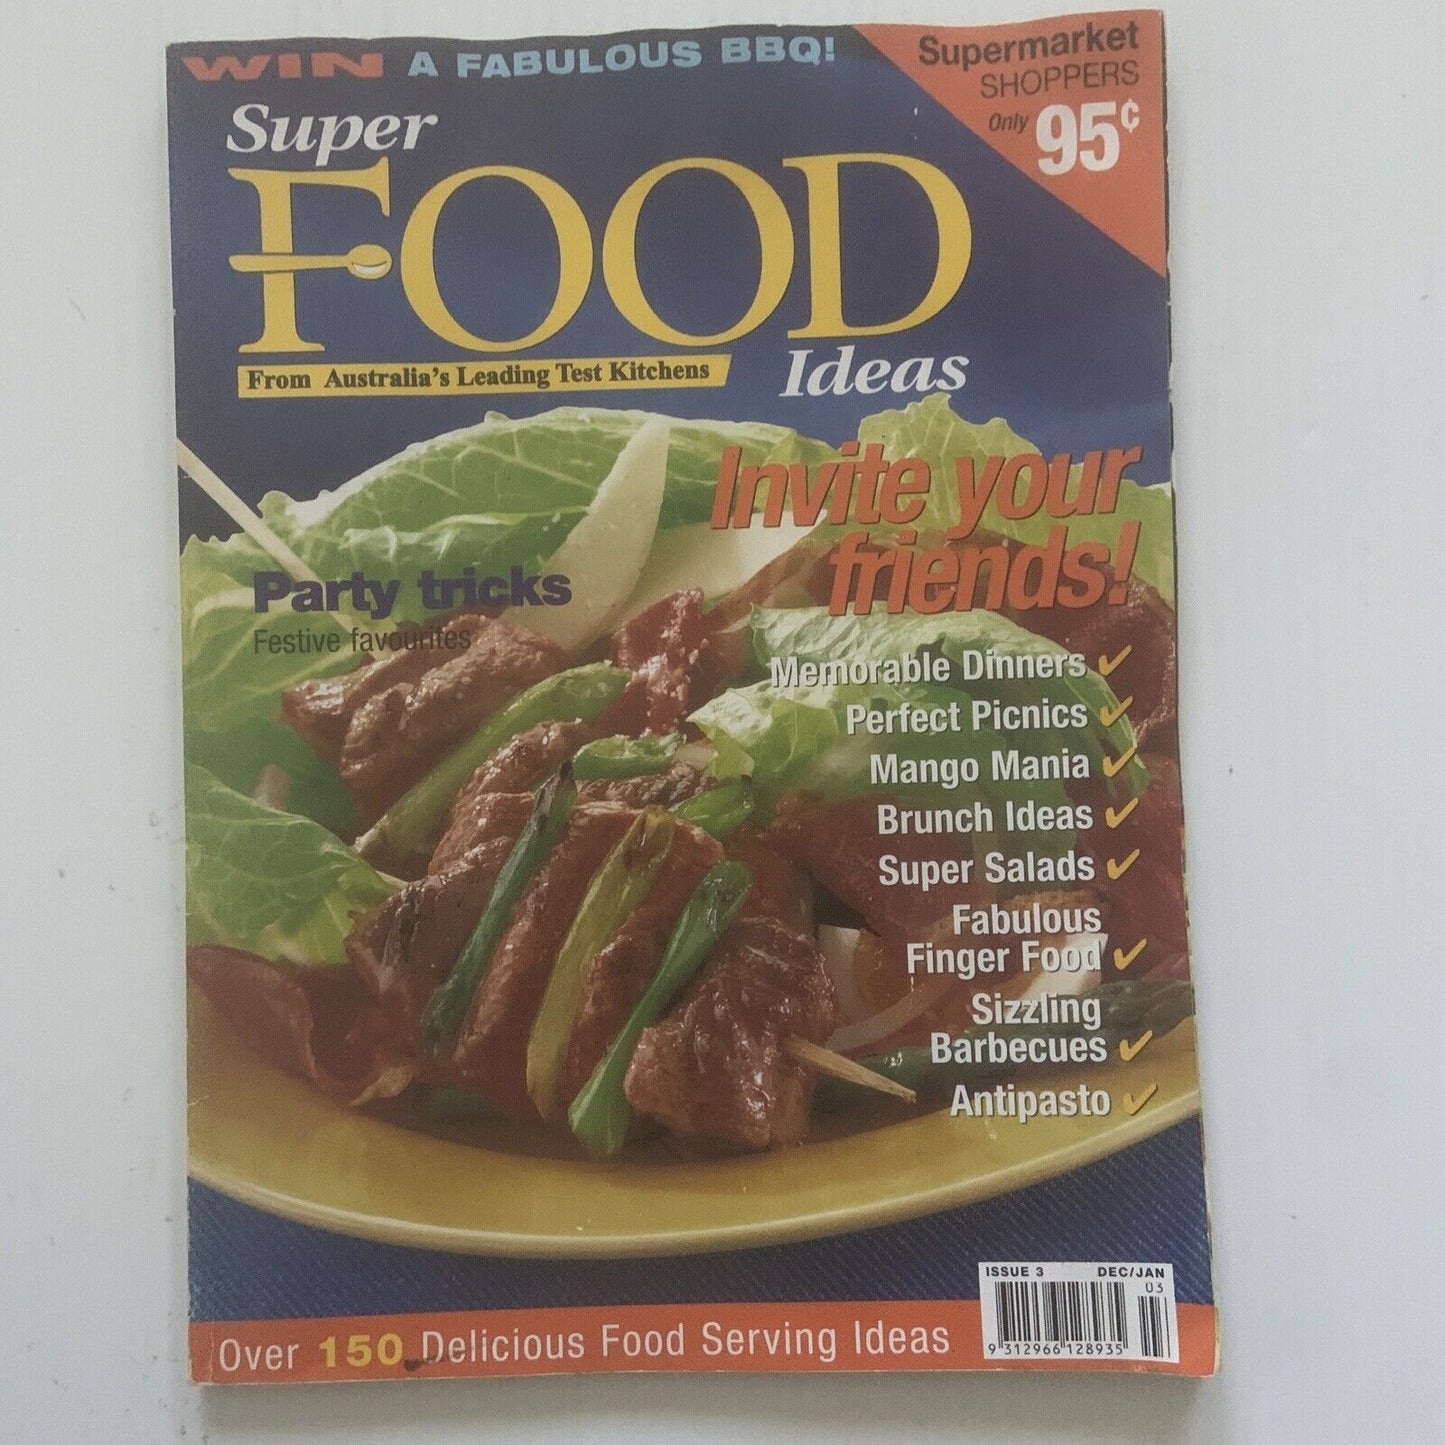 WIN A FABULOUS BBQ!
Supermarket
SHOPPERS
Only 95¢
Super
FOOD
Ideas
From Australia's Leading Test Kitchens
Invite your
friends!
Party tricks
Festive favourites
Memorable Dinners ✓
Perfect Picnics ✓
Mango Mania ✓
Brunch Ideas ✓
Super Salads ✓
Fabulous
Finger Food ✓
Sizzling
Barbecues ✓
Antipasto ✓
ISSUE 3 DEC/JAN
03
9 312966 128935
Over 150 Delicious Food Serving Ideas